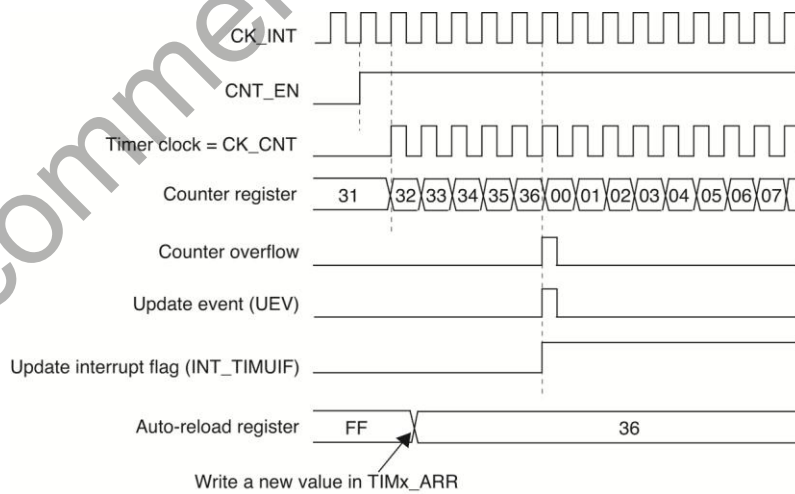 CK_INT
CNT_EN
Timer clock = CK_CNT
Counter register 31 32 33 34 35 36 00 01 02 03 04 05 06 07
Counter overflow
Update event (UEV)
Update interrupt flag (INT_TIMUIF)
Auto-reload register FF 36
Write a new value in TIMx_ARR